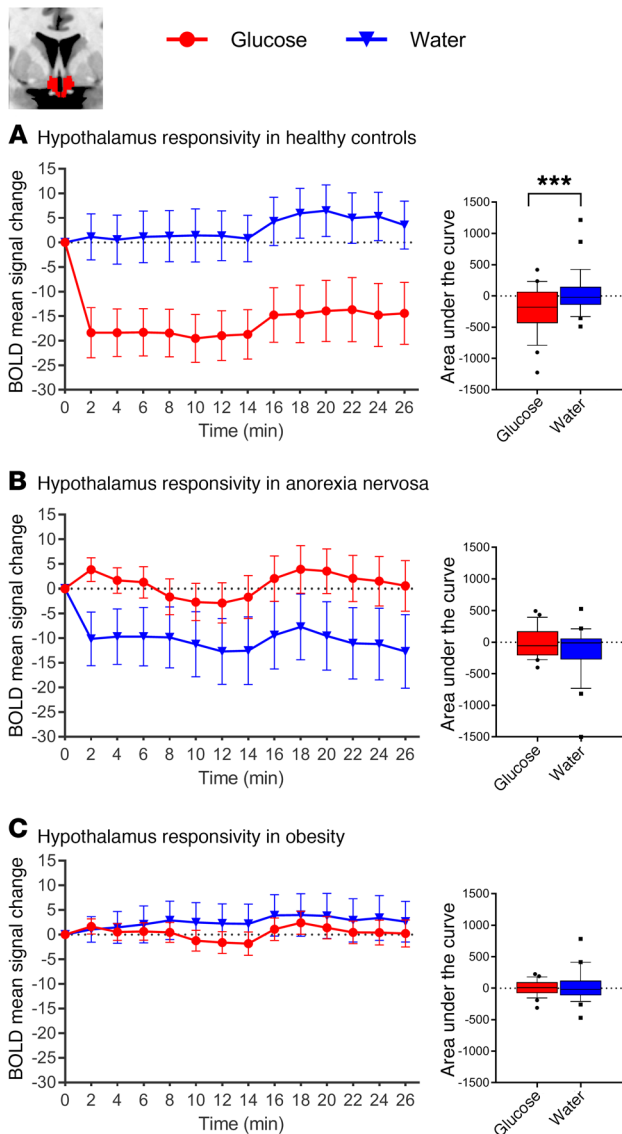 Glucose Water
A Hypothalamus responsivity in healthy controls
BOLD mean signal change
15
10
5
0
-5
-10
-15
-20
-25
-30
0 2 4 6 8 10 12 14 16 18 20 22 24 26
Time (min)
Area under the curve
***
1500
1000
500
0
-500
-1000
-1500
Glucose
Water
B Hypothalamus responsivity in anorexia nervosa
BOLD mean signal change
15
10
5
0
-5
-10
-15
-20
-25
-30
0 2 4 6 8 10 12 14 16 18 20 22 24 26
Time (min)
Area under the curve
1500
1000
500
0
-500
-1000
-1500
Glucose
Water
C Hypothalamus responsivity in obesity
BOLD mean signal change
15
10
5
0
-5
-10
-15
-20
-25
-30
0 2 4 6 8 10 12 14 16 18 20 22 24 26
Time (min)
Area under the curve
1500
1000
500
0
-500
-1000
-1500
Glucose
Water